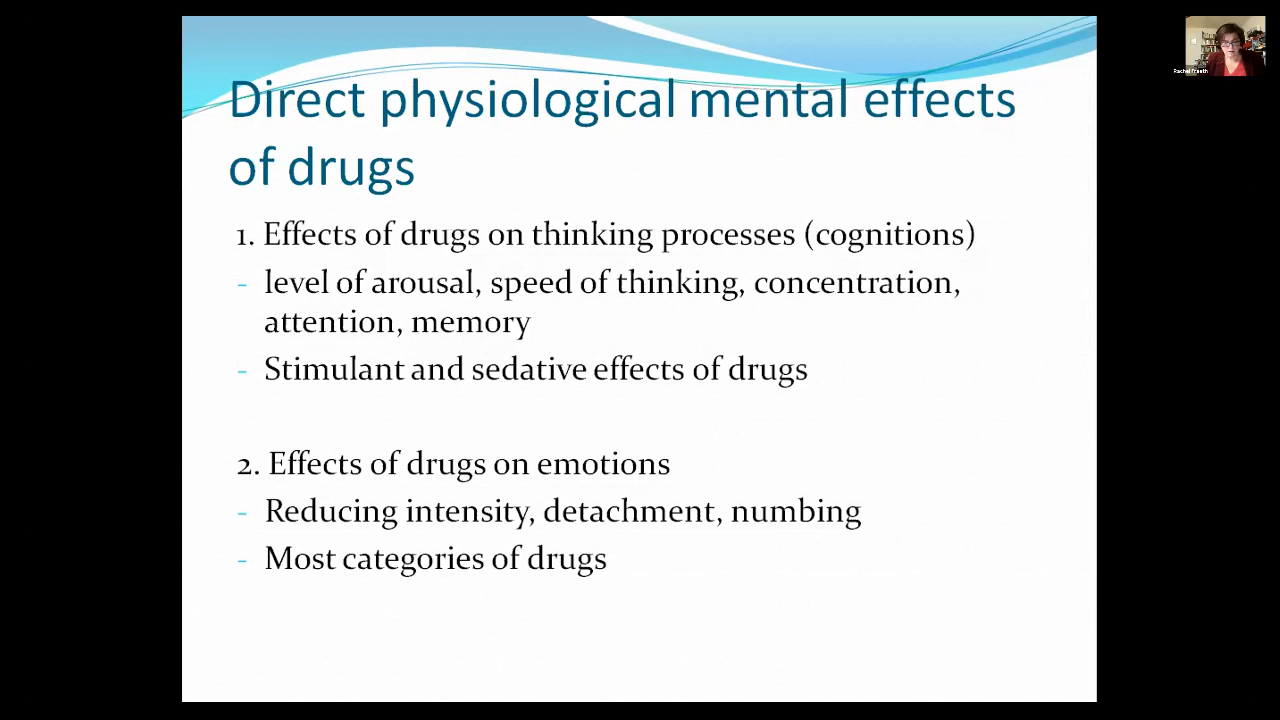 Direct physiological mental effects
of drugs
1. Effects of drugs on thinking processes (cognitions)
- level of arousal, speed of thinking, concentration,
attention, memory
- Stimulant and sedative effects of drugs
2. Effects of drugs on emotions
- Reducing intensity, detachment, numbing
- Most categories of drugs
Rachel Freeth